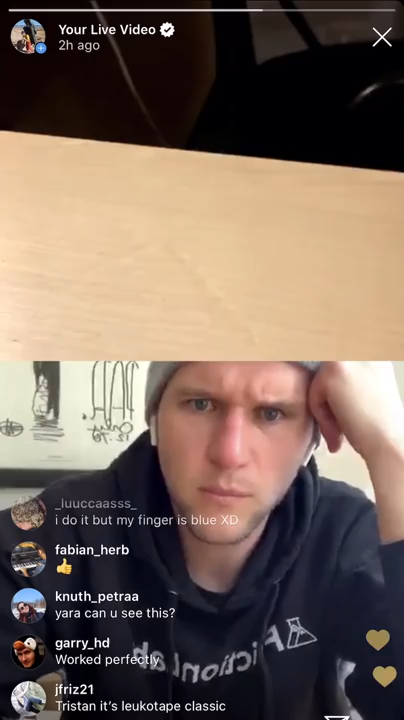 Your Live Video
2h ago
_luuccaasss_
i do it but my finger is blue XD
fabian_herb
👍
knuth_petraa
yara can u see this?
garry_hd
Worked perfectly
jfriz21
Tristan it’s leukotape classic